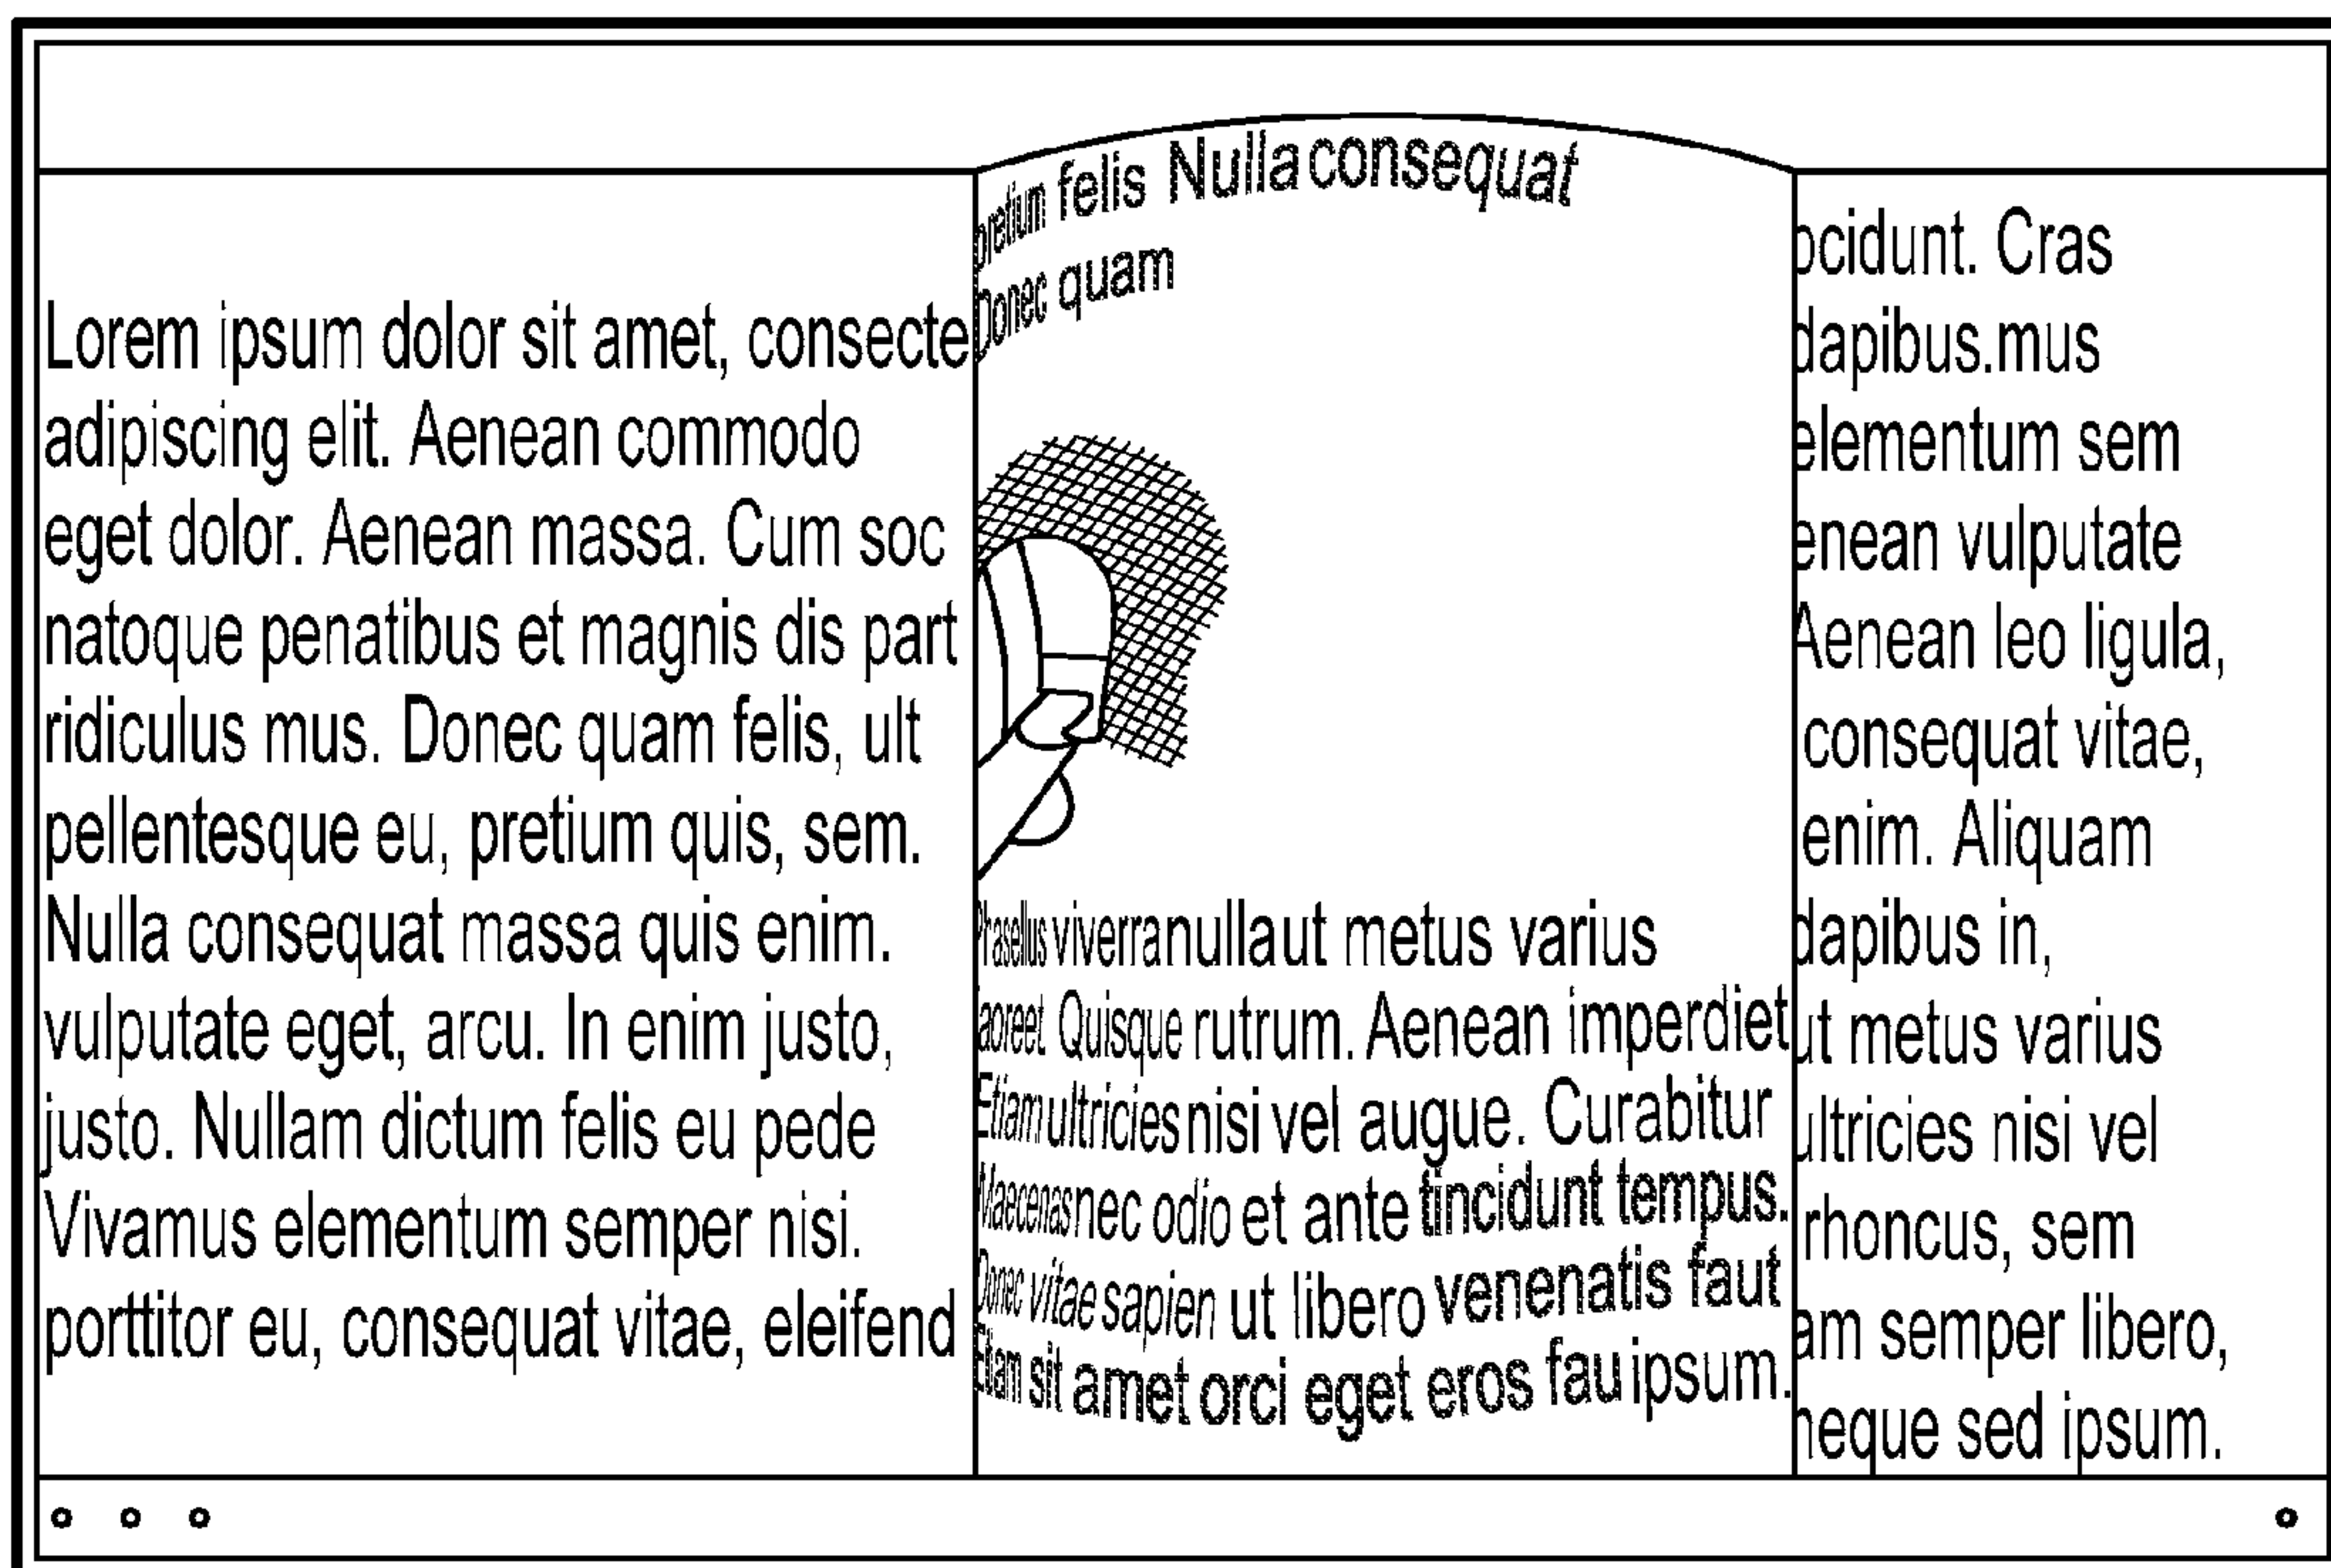 Lorem ipsum dolor sit amet, consecte
adipiscing elit. Aenean commodo
eget dolor. Aenean massa. Cum soc
natoque penatibus et magnis dis part
ridiculus mus. Donec quam felis, ult
pellentesque eu, pretium quis, sem.
Nulla consequat massa quis enim.
vulputate eget, arcu. In enim justo,
justo. Nullam dictum felis eu pede
Vivamus elementum semper nisi.
porttitor eu, consequat vitae, eleifend
pretium felis Nulla consequat
Donec quam
Phasellus viverra nulla ut metus varius
laoreet Quisque rutrum. Aenean imperdiet
Etiam ultricies nisi vel augue. Curabitur
Maecenas nec odio et ante tincidunt tempus.
Donec vitae sapien ut libero venenatis faut
Etiam sit amet orci eget eros fau ipsum.
ocidunt. Cras
dapibus.mus
elementum sem
enean vulputate
Aenean leo ligula,
consequat vitae,
enim. Aliquam
dapibus in,
ut metus varius
ultricies nisi vel
rhoncus, sem
am semper libero,
neque sed ipsum.